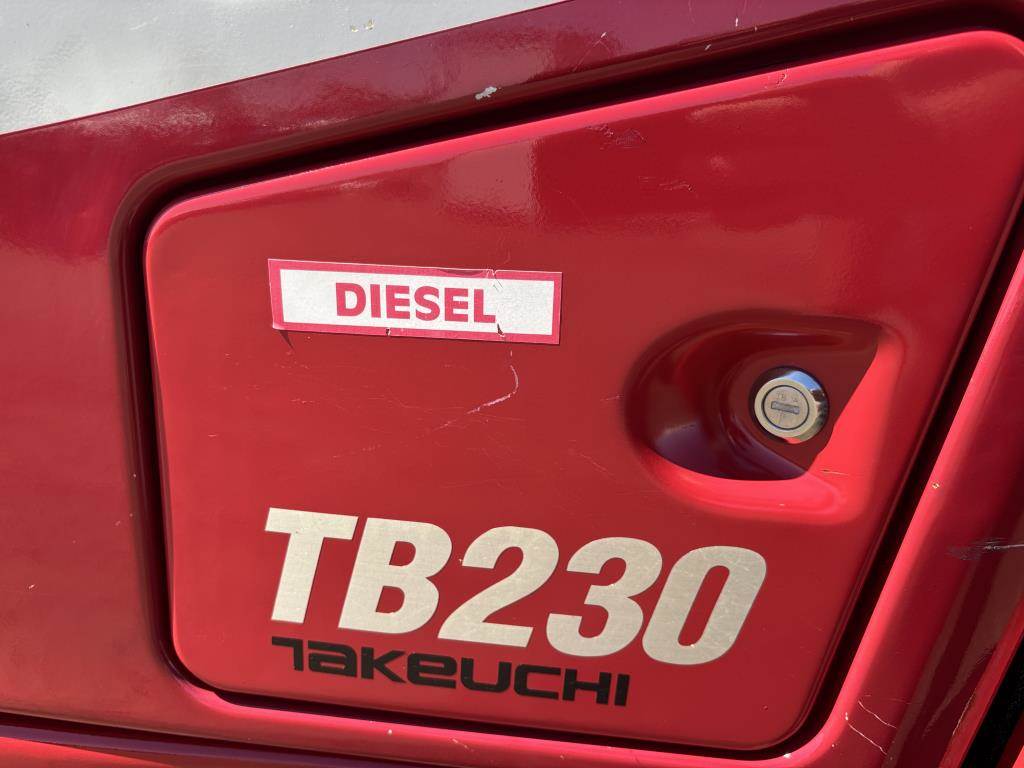 DIESEL
TB230
TAKEUCHI